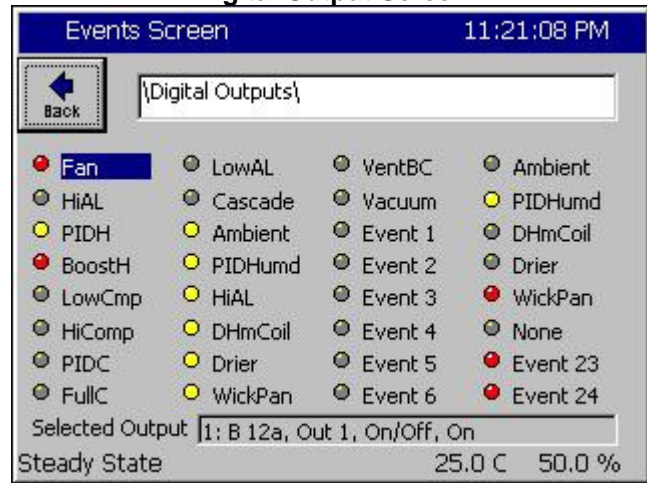 Events Screen 11:21:08 PM
Back
\Digital Outputs\
Fan LowAL VentBC Ambient
HiAL Cascade Vacuum PIDHumd
PIDH Ambient Event 1 DHmCoil
BoostH PIDHumd Event 2 Drier
LowCmp HiAL Event 3 WickPan
HiComp DHmCoil Event 4 None
PIDC Drier Event 5 Event 23
FullC WickPan Event 6 Event 24
Selected Output 1: B 12a, Out 1, On/Off, On
Steady State 25.0 C 50.0 %